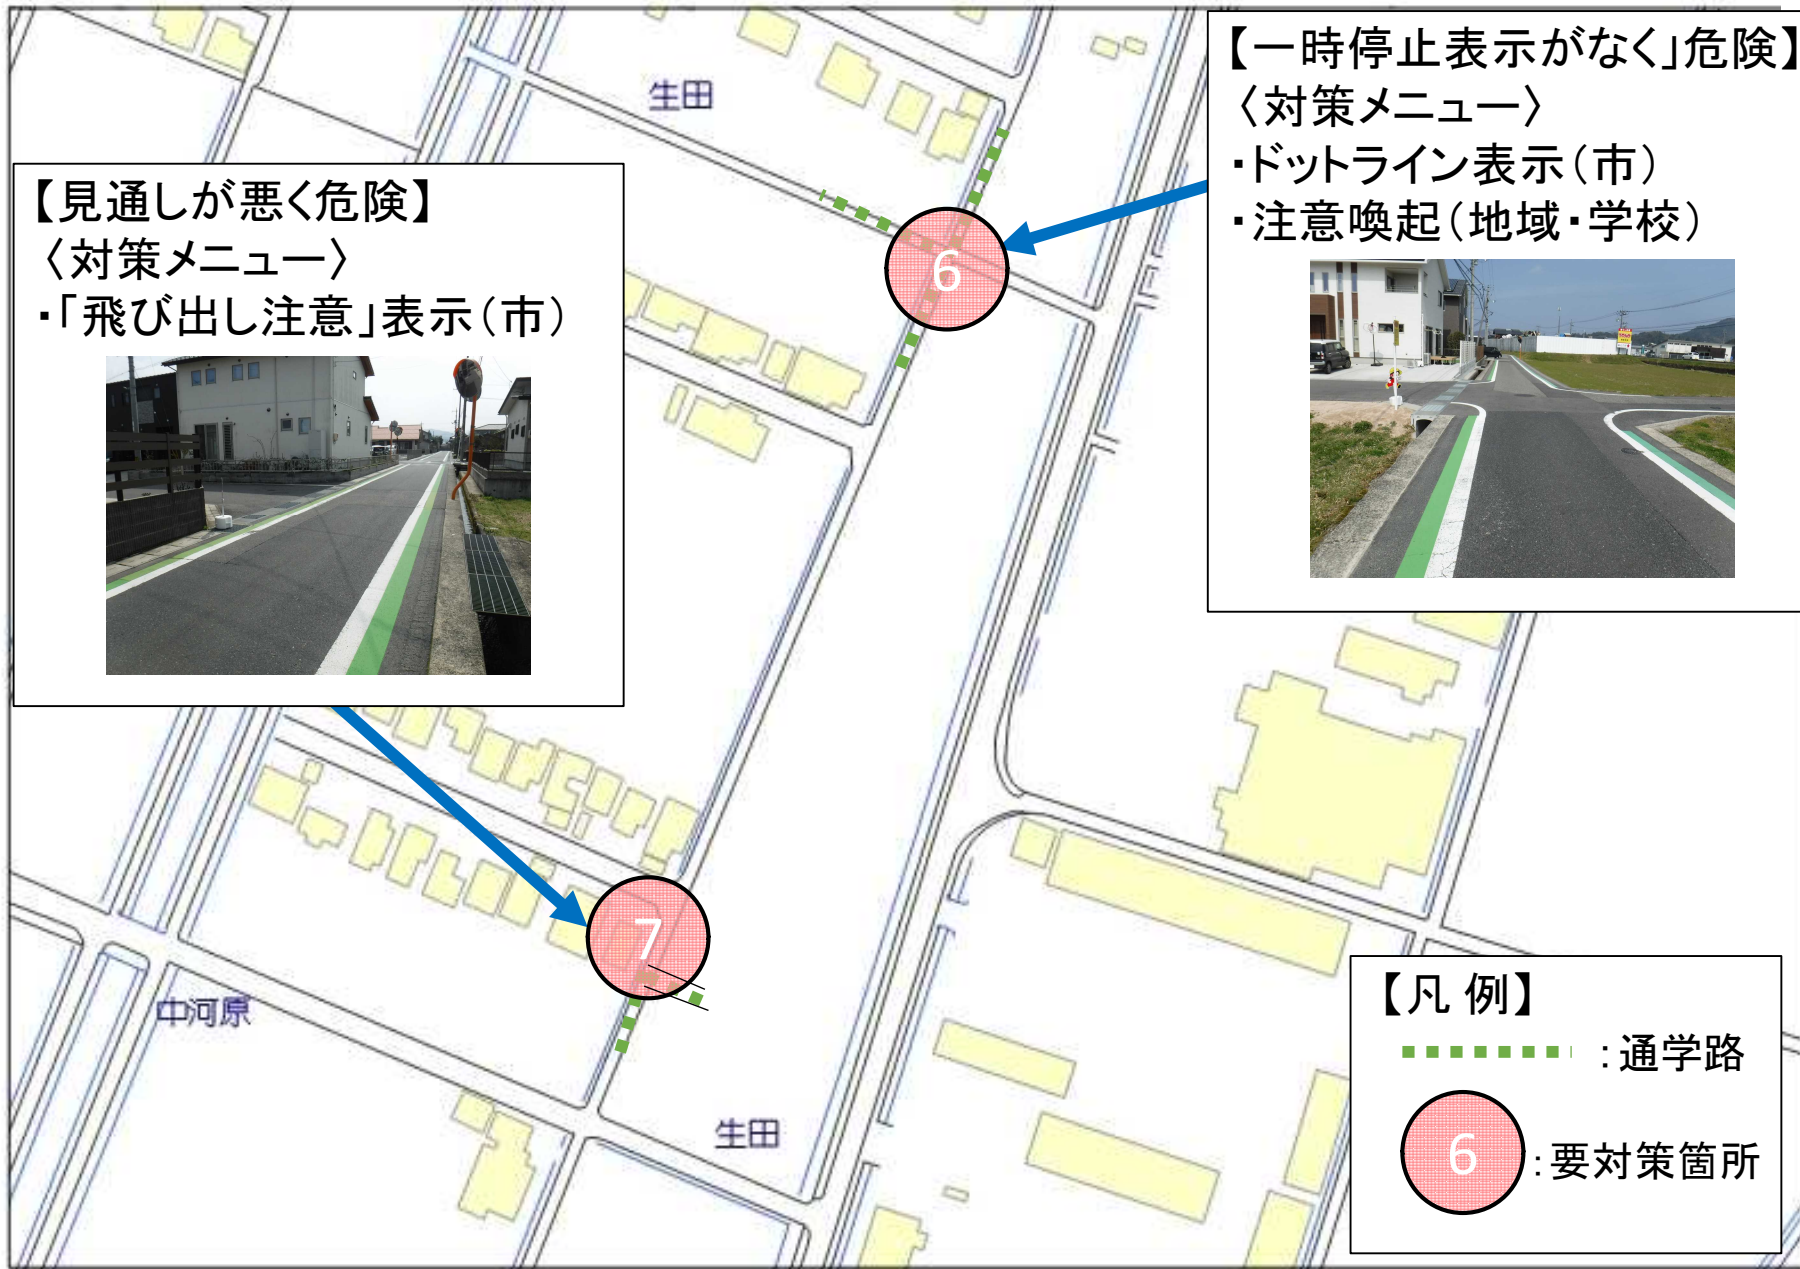 【一時停止表示がなく」危険】
〈対策メニュー〉
・ドットライン表示（市）
・注意喚起（地域・学校）
生田
【見通しが悪く危険】
〈対策メニュー〉
・「飛び出し注意」表示（市）
6
7
中河原
生田
【凡 例】
：通学路
6
：要対策箇所